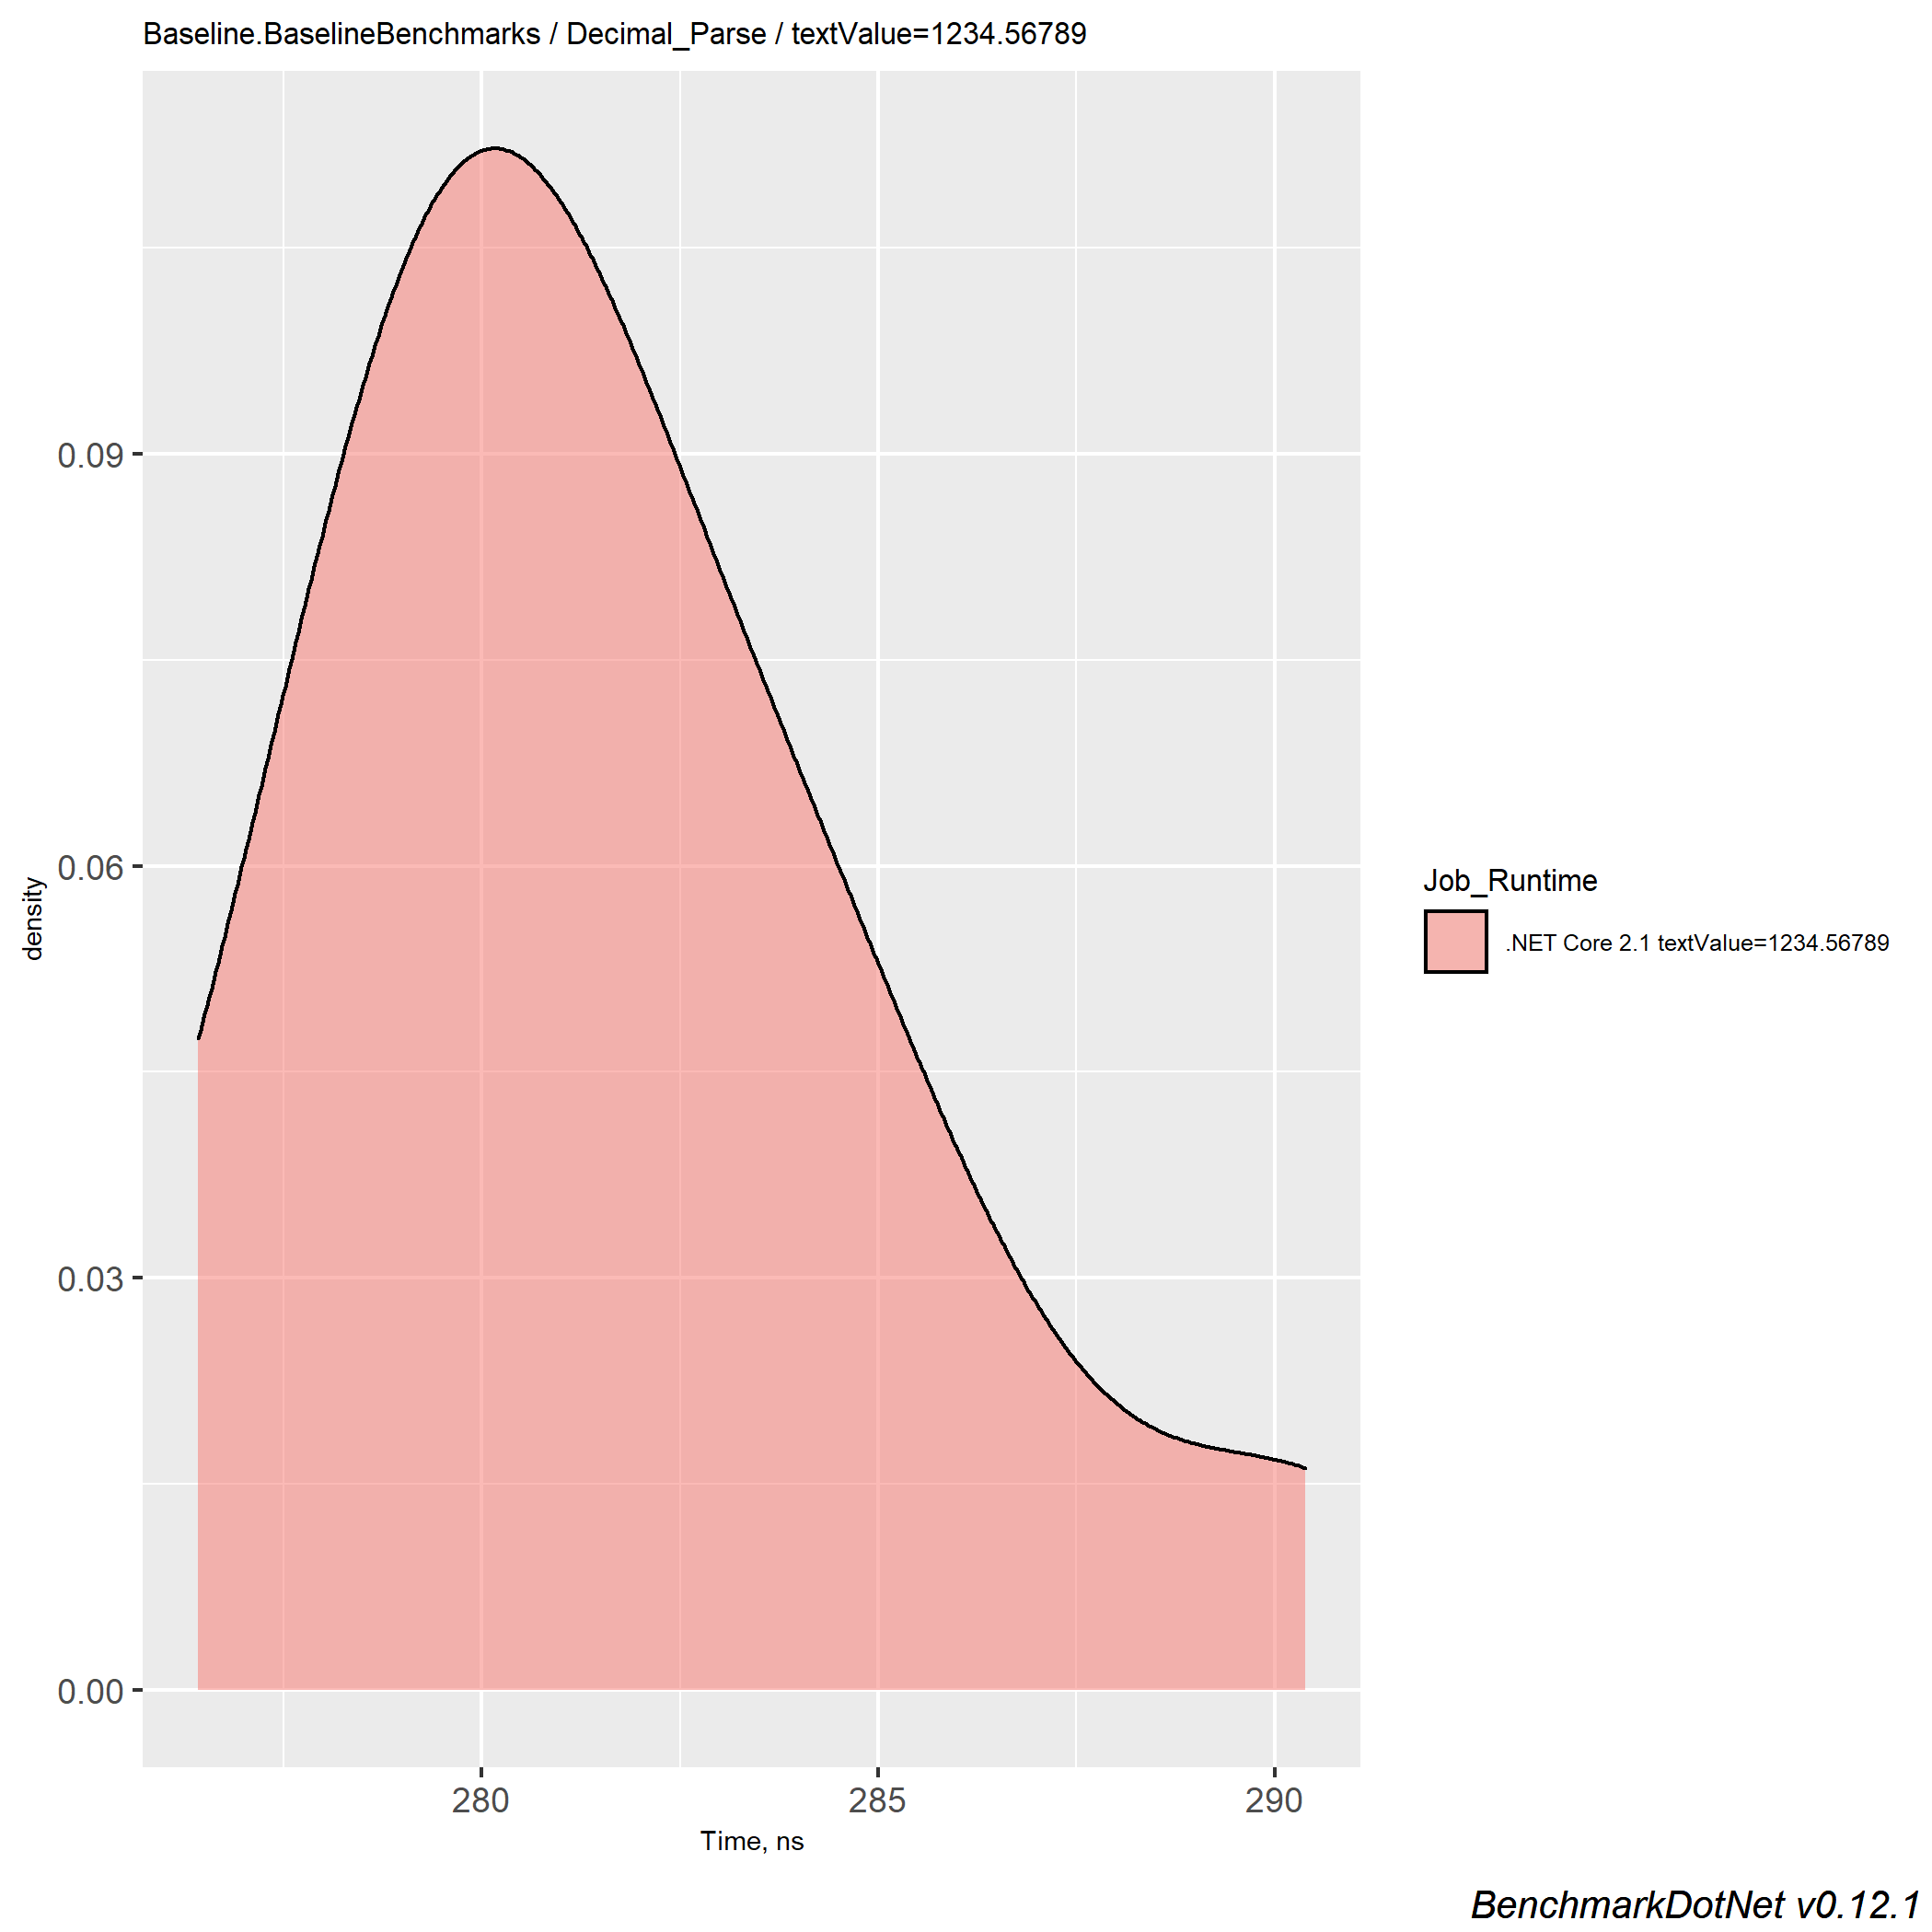 Baseline.BaselineBenchmarks / Decimal_Parse / textValue=1234.56789
0.09
0.06
0.03
0.00
density
280 285 290
Time, ns
Job_Runtime
.NET Core 2.1 textValue=1234.56789
BenchmarkDotNet v0.12.1